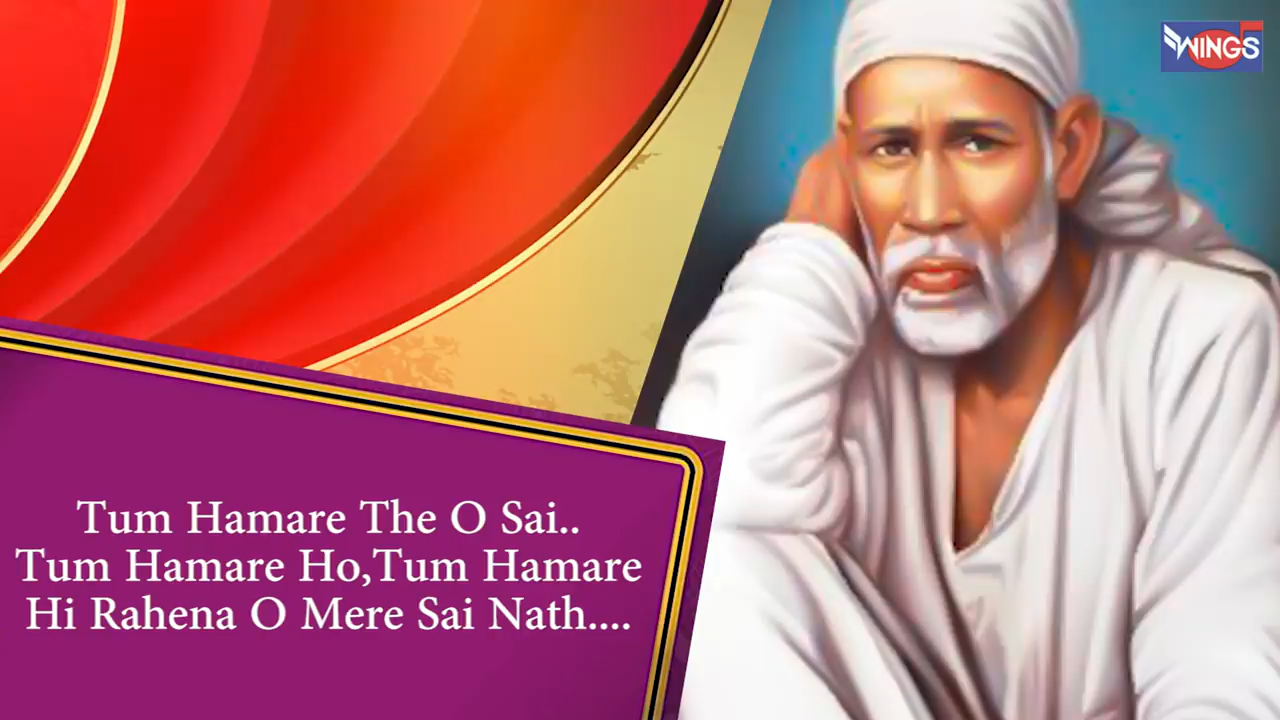 WINGS
Tum Hamare The O Sai..
Tum Hamare Ho,Tum Hamare
Hi Rahena O Mere Sai Nath....